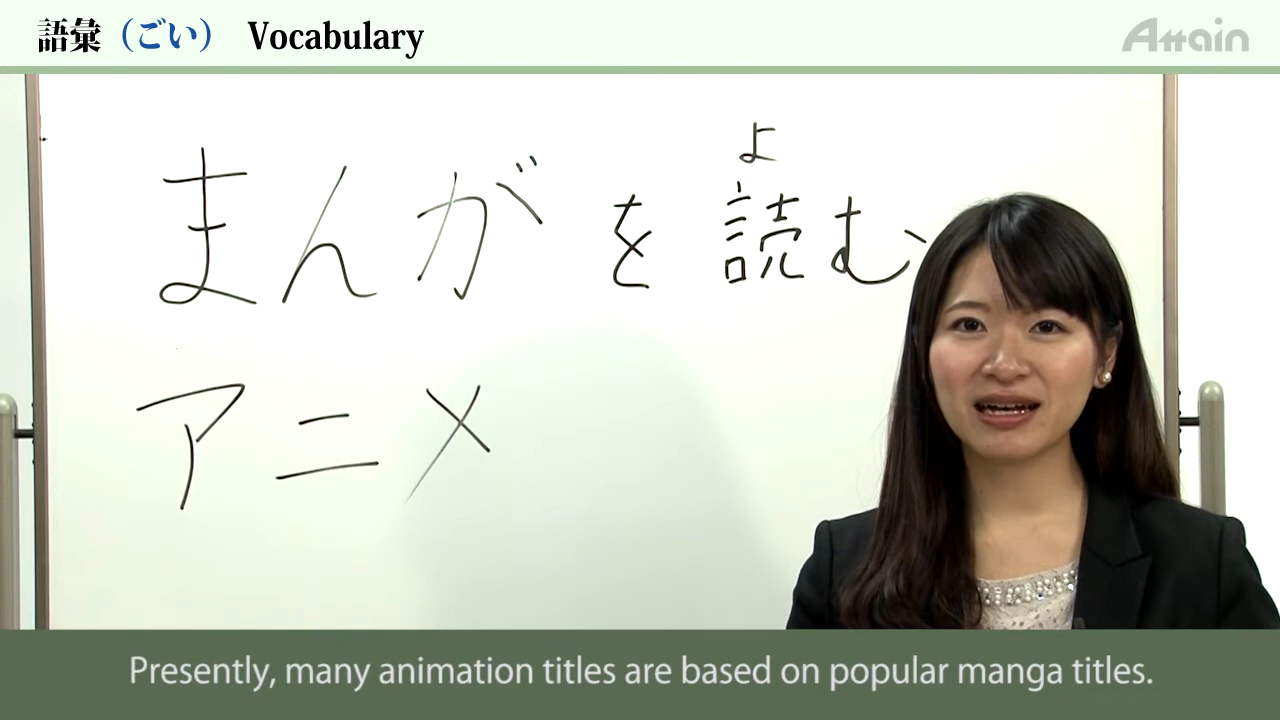 語彙（ごい） Vocabulary
Attain
よ
まんがを読む
アニメ
Presently, many animation titles are based on popular manga titles.